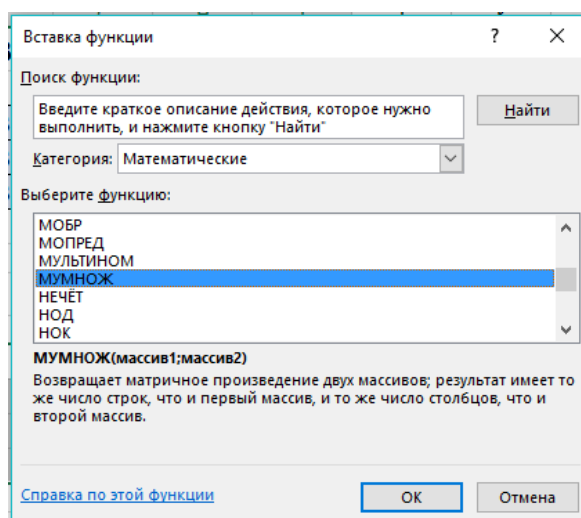 Вставка функции ? ×
Поиск функции:
Введите краткое описание действия, которое нужно
выполнить, и нажмите кнопку "Найти"
Найти
Категория: Математические
Выберите функцию:
МОБР
МОПРЕД
МУЛЬТИНОМ
МУМНОЖ
НЕЧЁТ
НОД
НОК
МУМНОЖ(массив1;массив2)
Возвращает матричное произведение двух массивов; результат имеет то
же число строк, что и первый массив, и то же число столбцов, что и
второй массив.
Справка по этой функции
ОК
Отмена